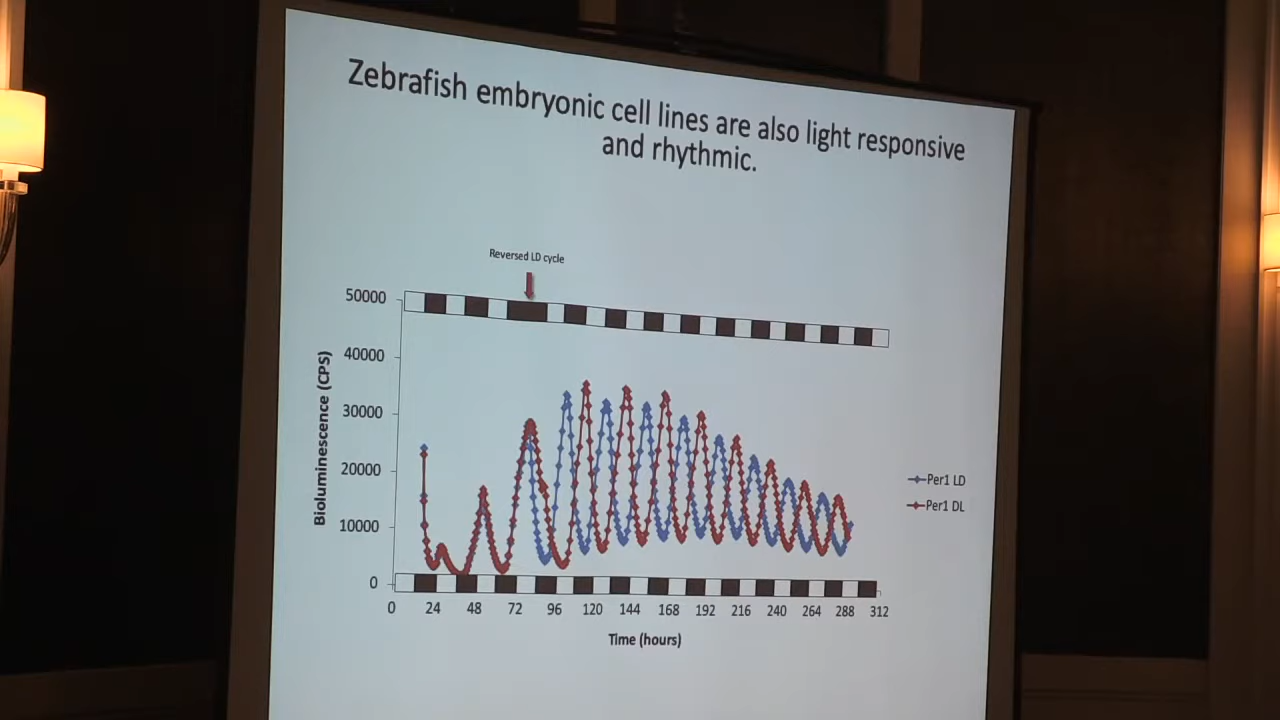 Zebrafish embryonic cell lines are also light responsive
and rhythmic.
Reversed LD cycle
50000
40000
30000
20000
10000
0
Bioluminescence (CPS)
0 24 48 72 96 120 144 168 192 216 240 264 288 312
Time (hours)
Per1 LD
Per1 DL